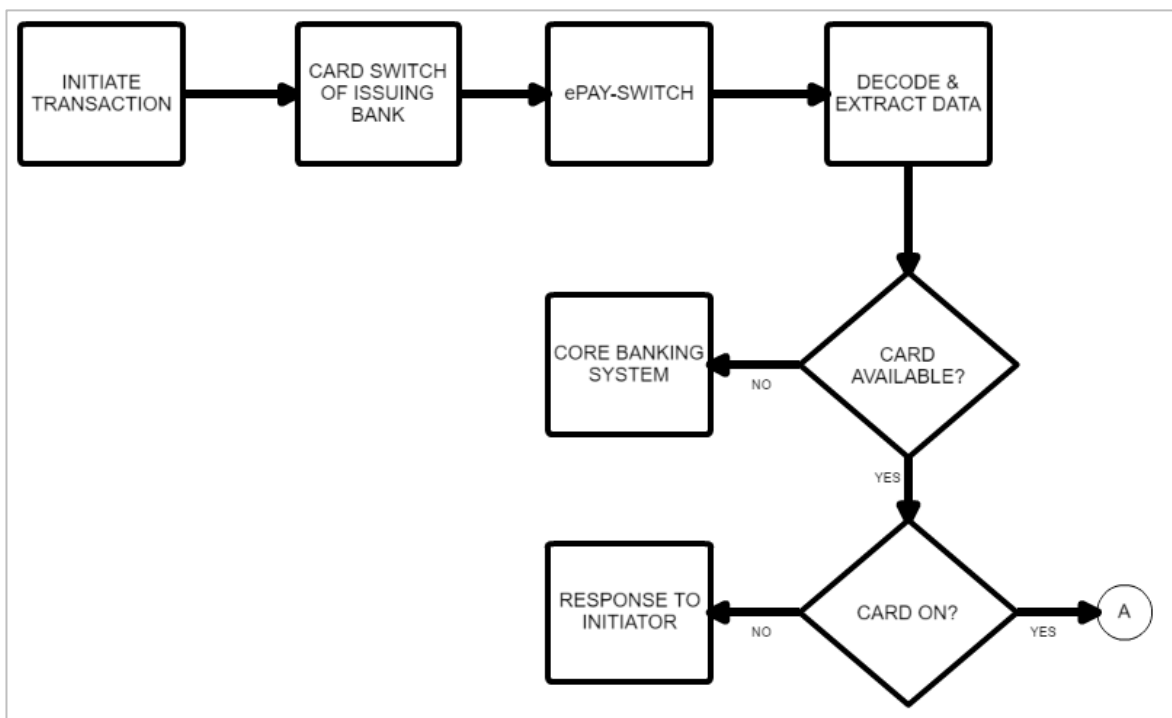 INITIATE
TRANSACTION
CARD SWITCH
OF ISSUING
BANK
ePAY-SWITCH
DECODE &
EXTRACT DATA
CORE BANKING
SYSTEM
NO
CARD
AVAILABLE?
YES
RESPONSE TO
INITIATOR
NO
CARD ON?
YES
A